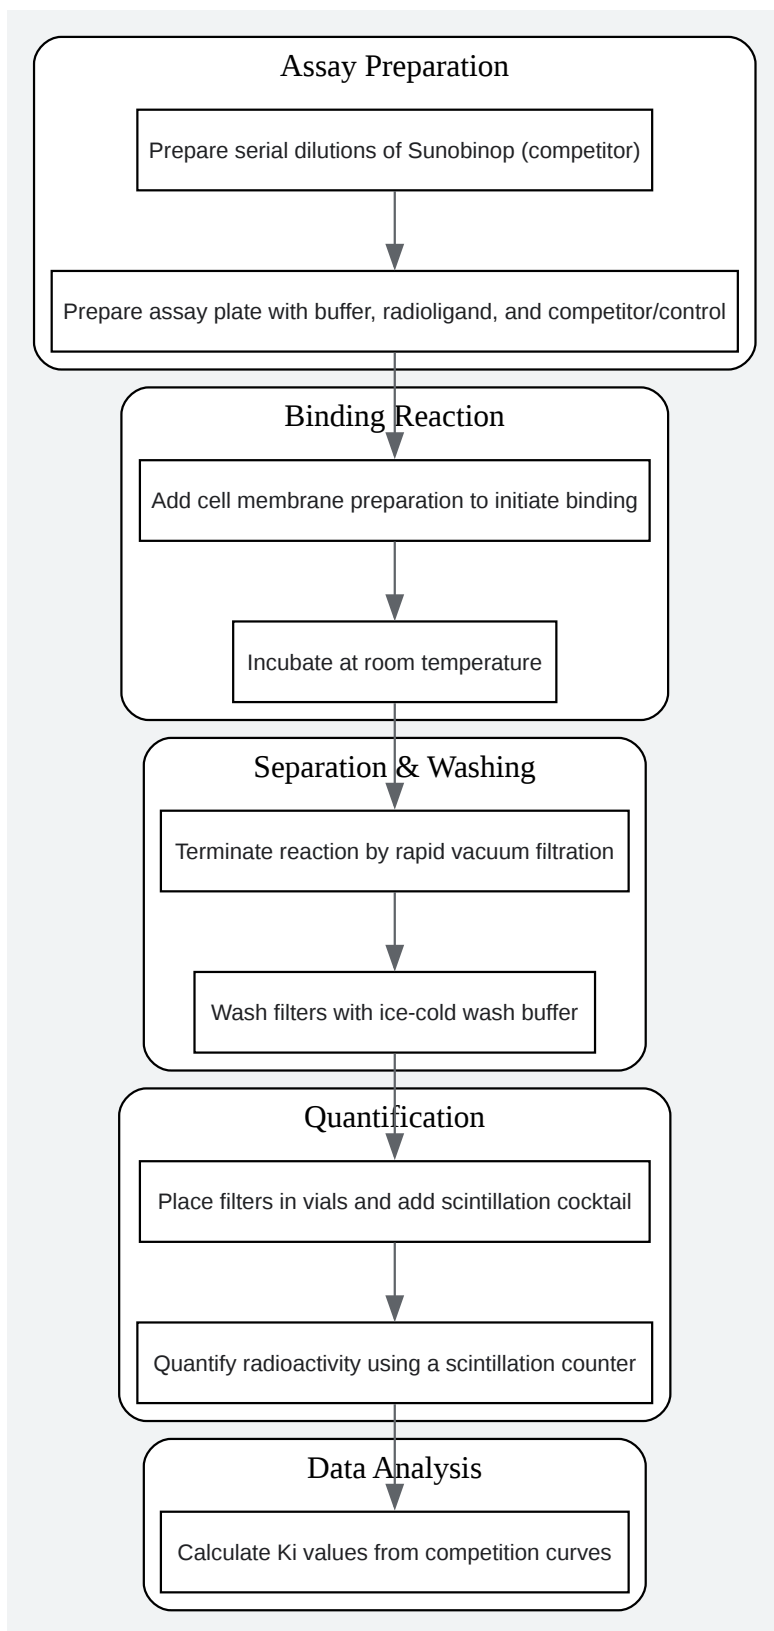 Assay Preparation
Prepare serial dilutions of Sunobinop (competitor)
Prepare assay plate with buffer, radioligand, and competitor/control
Binding Reaction
Add cell membrane preparation to initiate binding
Incubate at room temperature
Separation & Washing
Terminate reaction by rapid vacuum filtration
Wash filters with ice-cold wash buffer
Quantification
Place filters in vials and add scintillation cocktail
Quantify radioactivity using a scintillation counter
Data Analysis
Calculate Ki values from competition curves